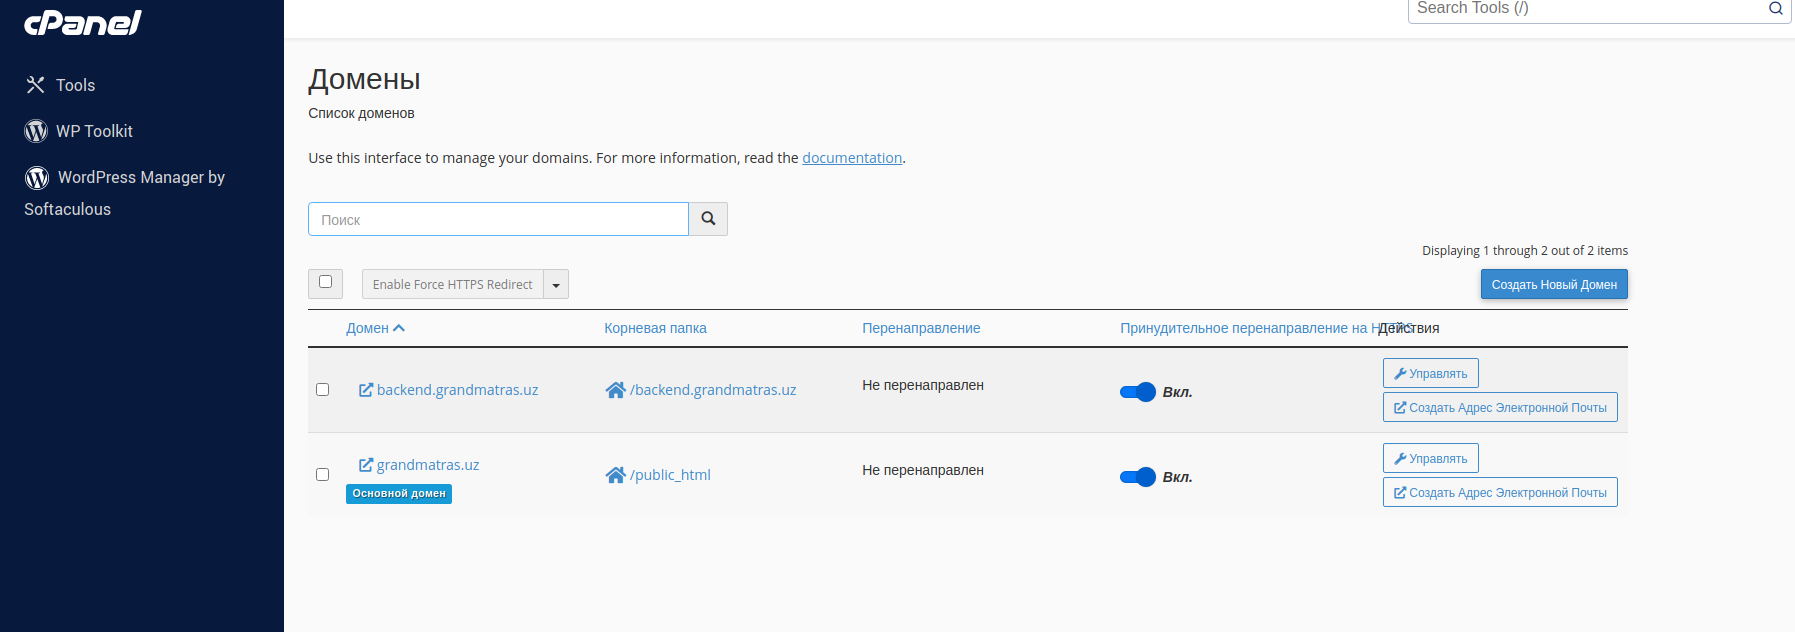 cPanel
Search Tools (/)
Tools
WP Toolkit
WordPress Manager by
Softaculous
Домены
Список доменов
Use this interface to manage your domains. For more information, read the documentation.
Поиск
Displaying 1 through 2 out of 2 items
Enable Force HTTPS Redirect
Создать Новый Домен
Домен Корневая папка Перенаправление Принудительное перенаправление на Действия
backend.grandmatras.uz /backend.grandmatras.uz Не перенаправлен Вкл. Управлять
Создать Адрес Электронной Почты
grandmatras.uz /public_html Не перенаправлен Вкл. Управлять
Основной домен Создать Адрес Электронной Почты